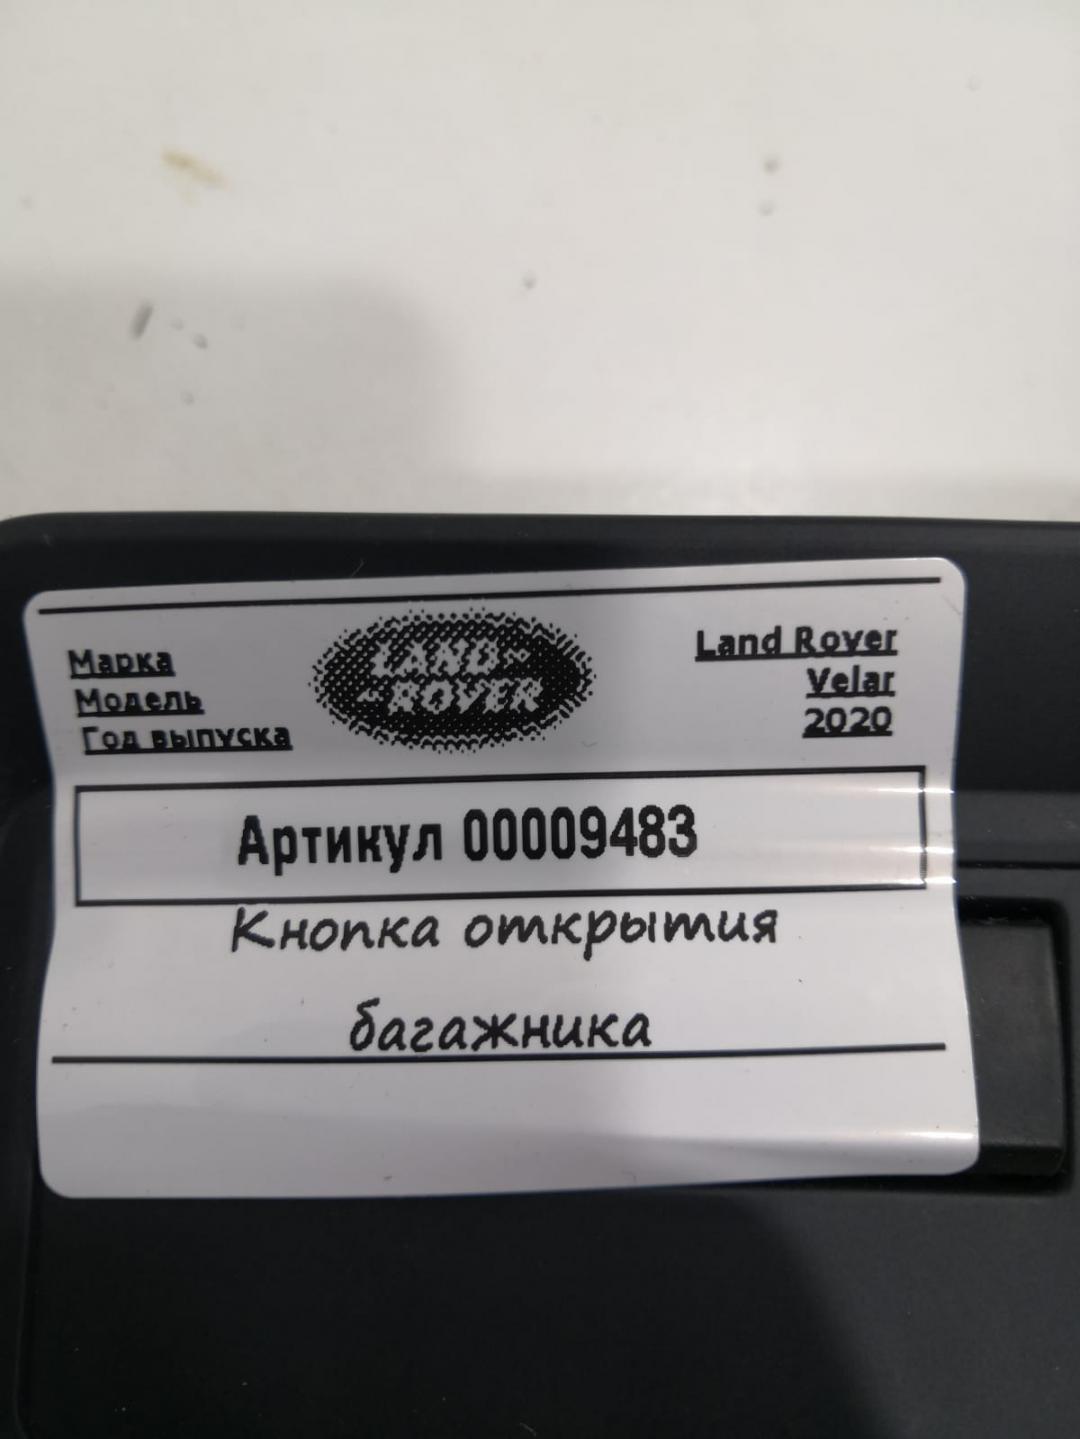 Марка
Модель
Год выпуска
LAND-
-ROVER
Land Rover
Velar
2020
Артикул 00009483
Кнопка открытия
багажника